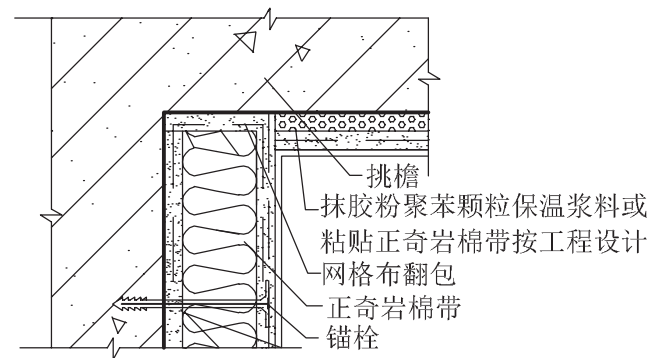 挑檐
抹胶粉聚苯颗粒保温浆料或
粘贴正奇岩棉带按工程设计
网格布翻包
正奇岩棉带
锚栓